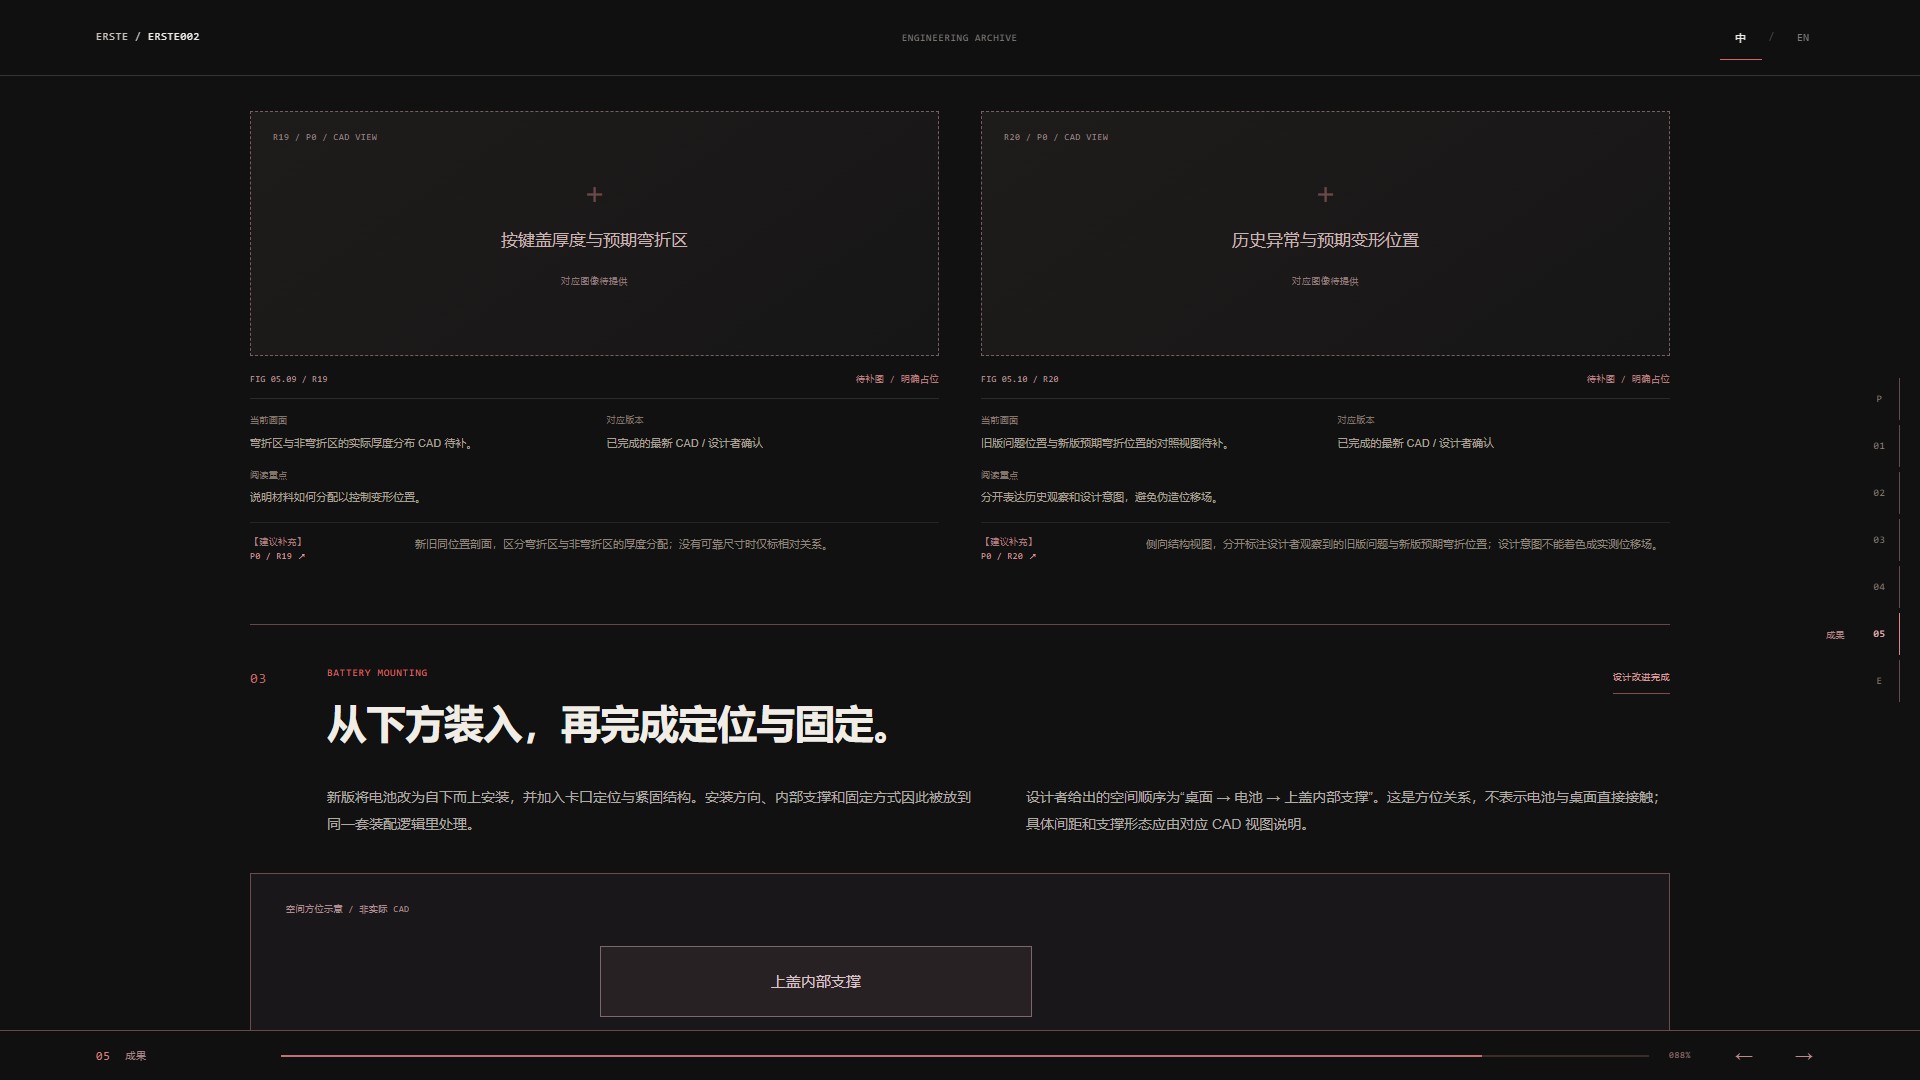 ERSTE / ERSTE002
ENGINEERING ARCHIVE
中 / EN
R19 / P0 / CAD VIEW
+
按键盖厚度与预期弯折区
对应图像待提供
FIG 05.09 / R19
待补图 / 明确占位
当前画面
弯折区与非弯折区的实际厚度分布 CAD 待补。
对应版本
已完成的最新 CAD / 设计者确认
阅读重点
说明材料如何分配以控制变形位置。
【建议补充】
P0 / R19 ↗
新旧同位置剖面，区分弯折区与非弯折区的厚度分配；没有可靠尺寸时仅标相对关系。
R20 / P0 / CAD VIEW
+
历史异常与预期变形位置
对应图像待提供
FIG 05.10 / R20
待补图 / 明确占位
当前画面
旧版问题位置与新版预期弯折位置的对照视图待补。
对应版本
已完成的最新 CAD / 设计者确认
阅读重点
分开表达历史观察和设计意图，避免伪造位移场。
【建议补充】
P0 / R20 ↗
侧向结构视图，分开标注设计者观察到的旧版问题与新版预期弯折位置；设计意图不能着色成实测位移场。
P
01
02
03
04
成果 05
E
03
BATTERY MOUNTING
设计改进完成
从下方装入，再完成定位与固定。
新版将电池改为自下而上安装，并加入卡口定位与紧固结构。安装方向、内部支撑和固定方式因此被放到
同一套装配逻辑里处理。
设计者给出的空间顺序为“桌面 → 电池 → 上盖内部支撑”。这是方位关系，不表示电池与桌面直接接触；
具体间距和支撑形态应由对应 CAD 视图说明。
空间方位示意 / 非实际 CAD
上盖内部支撑
05 成果
088%
← →